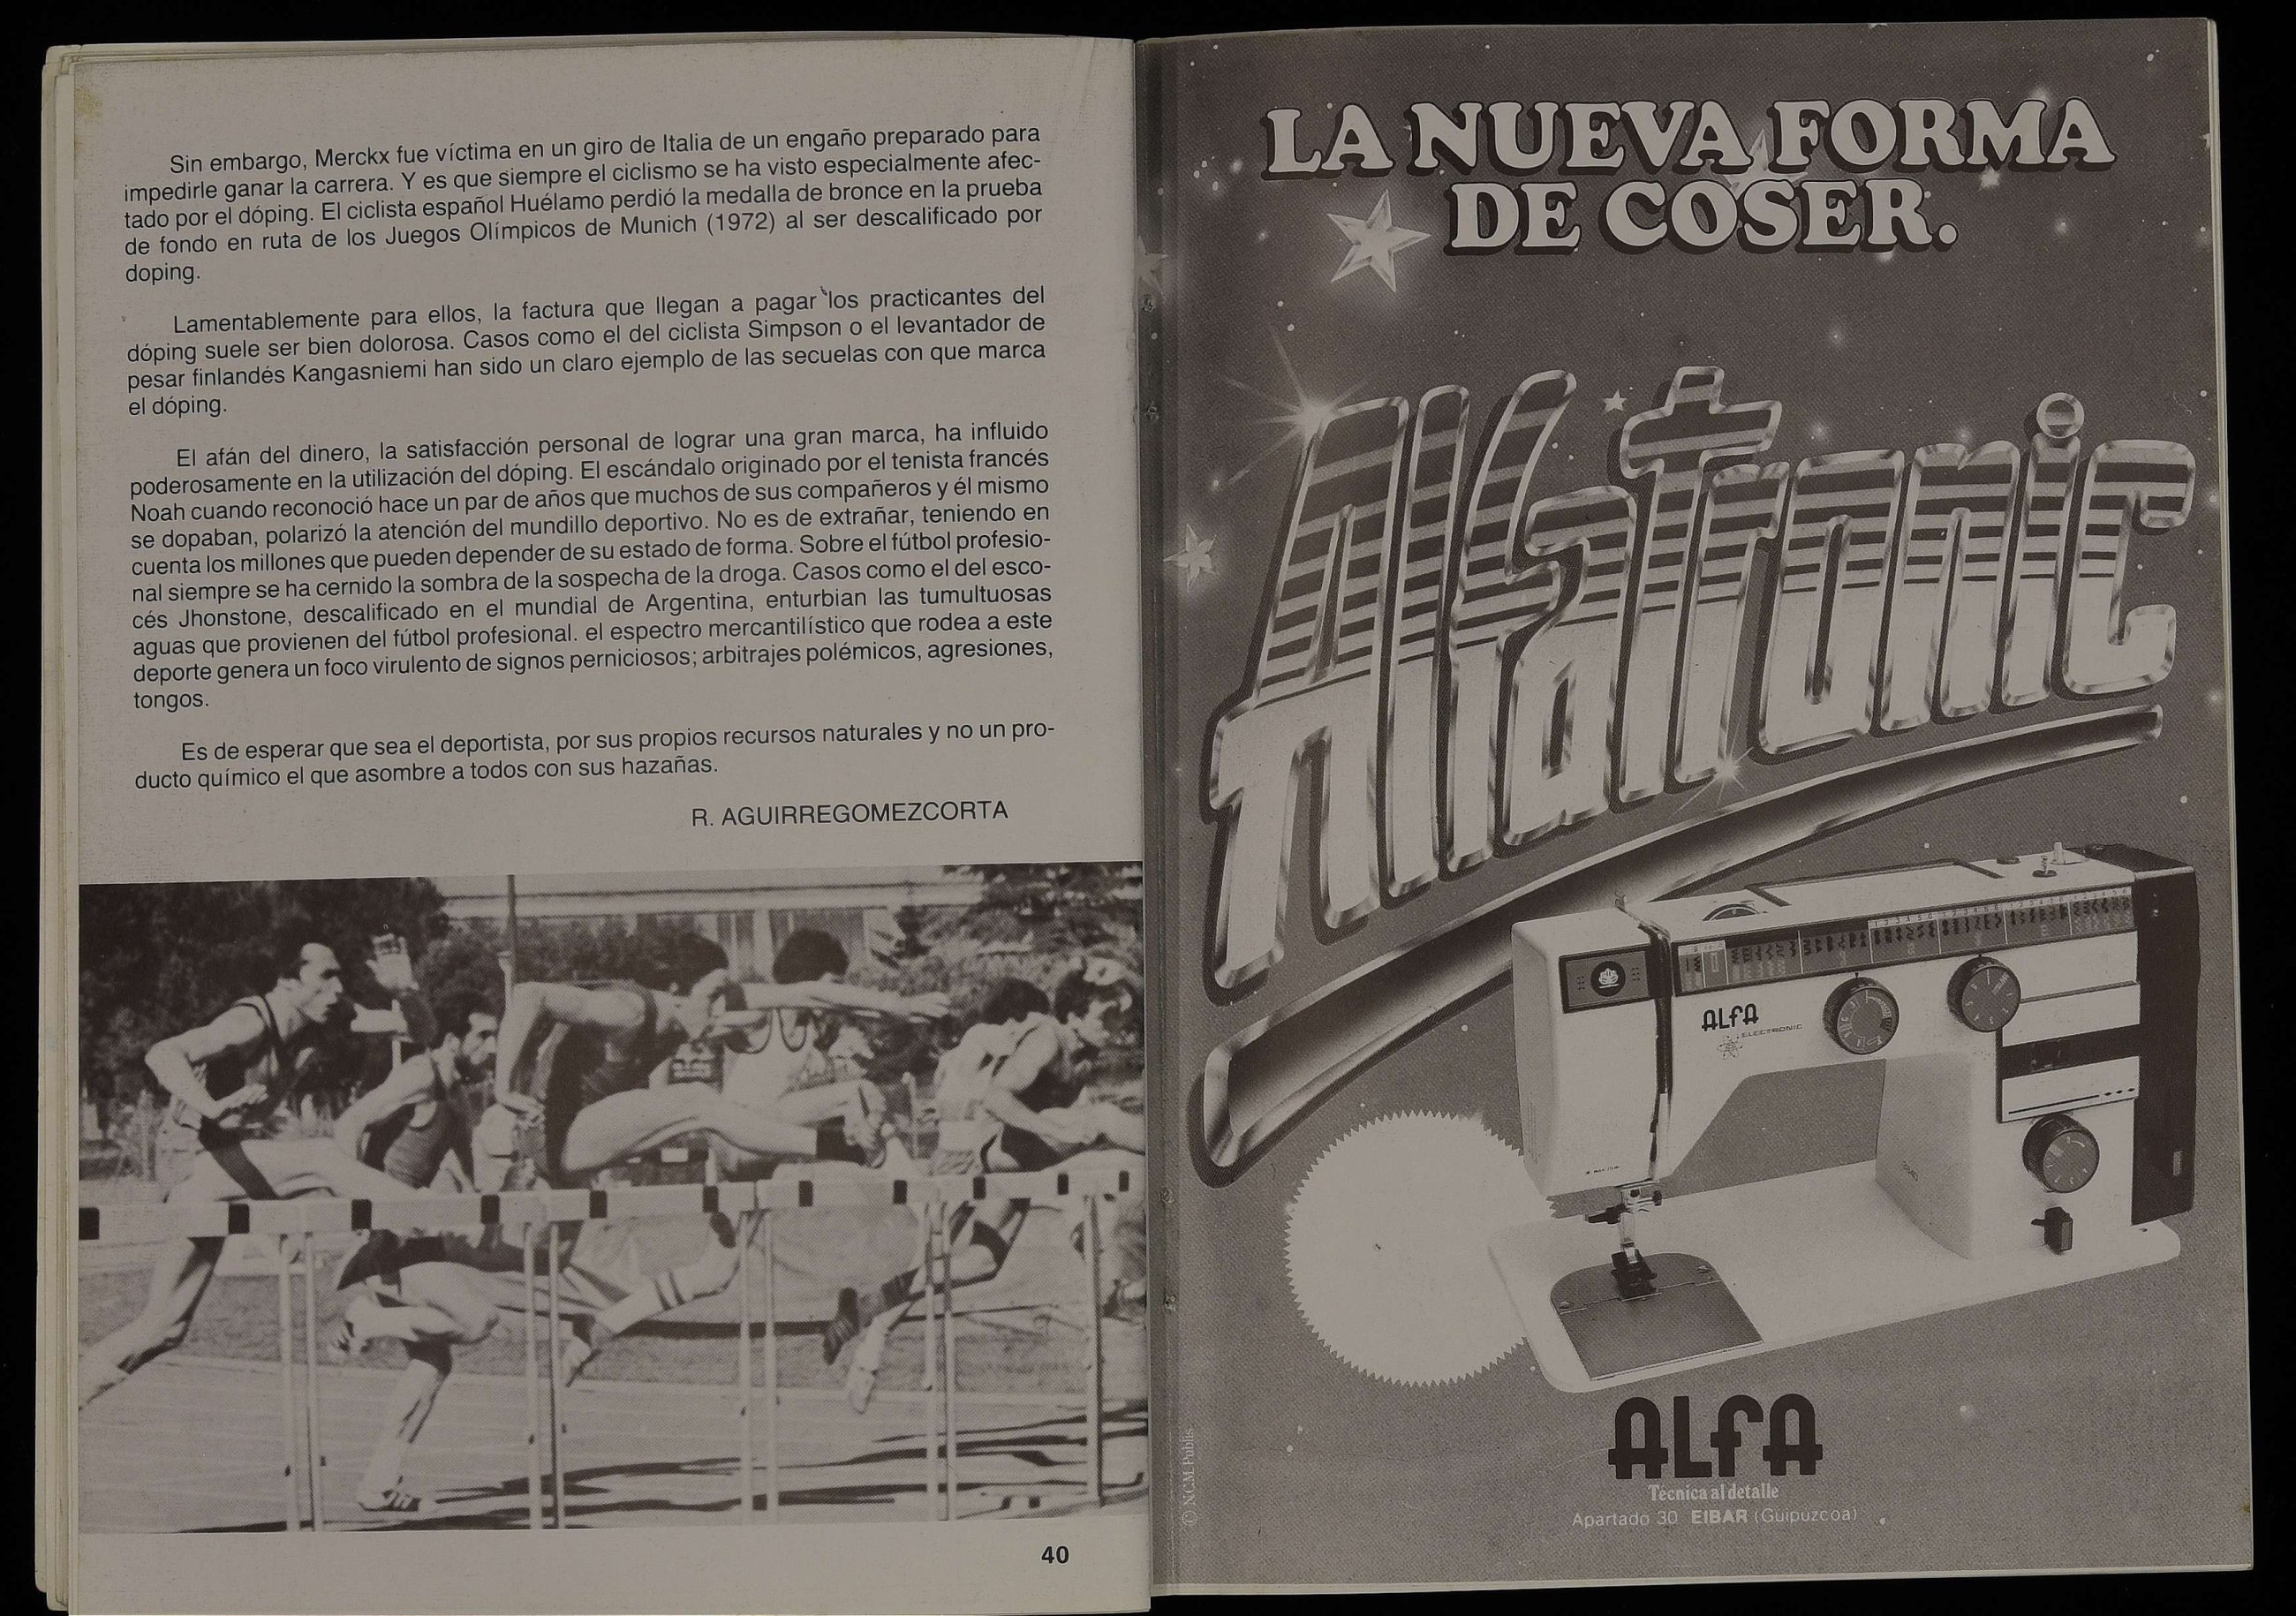 Sin embargo, Merckx fue víctima en un giro de Italia de un engaño preparado para
impedirle ganar la carrera. Y es que siempre el ciclismo se ha visto especialmente afec-
tado por el dóping. El ciclista español Huélamo perdió la medalla de bronce en la prueba
de fondo en ruta de los Juegos Olímpicos de Munich (1972) al ser descalificado por
doping.
Lamentablemente para ellos, la factura que llegan a pagar los practicantes del
dóping suele ser bien dolorosa. Casos como el del ciclista Simpson o el levantador de
pesar finlandés Kangasniemi han sido un claro ejemplo de las secuelas con que marca
el dóping.
El afán del dinero, la satisfacción personal de lograr una gran marca, ha influido
poderosamente en la utilización del dóping. El escándalo originado por el tenista francés
Noah cuando reconoció hace un par de años que muchos de sus compañeros y él mismo
se dopaban, polarizó la atención del mundillo deportivo. No es de extrañar, teniendo en
cuenta los millones que pueden depender de su estado de forma. Sobre el fútbol profesio-
nal siempre se ha cernido la sombra de la sospecha de la droga. Casos como el del esco-
cés Jhonstone, descalificado en el mundial de Argentina, enturbian las tumultuosas
aguas que provienen del fútbol profesional. el espectro mercantilístico que rodea a este
deporte genera un foco virulento de signos perniciosos; arbitrajes polémicos, agresiones,
tongos.
Es de esperar que sea el deportista, por sus propios recursos naturales y no un pro-
ducto químico el que asombre a todos con sus hazañas.
R. AGUIRREGOMEZCORTA
40
LA NUEVA FORMA
DE COSER.
Alfatronic
ALFA
ELECTRONIC
ALFA
Técnica al detalle
Apartado 30 EIBAR (Guipúzcoa)
© N.C.M. Publis